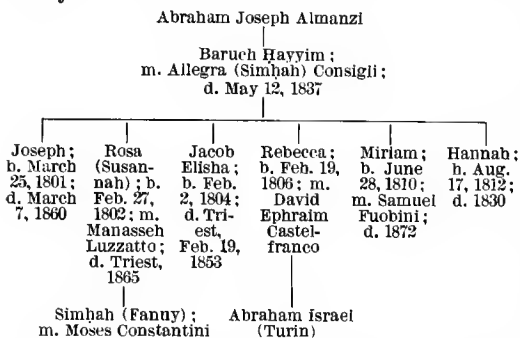 Abraham Joseph Almanzi
Baruch Ḥayyim;
m. Allegra (Simḥah) Consigli;
d. May 12, 1837
Joseph;
b. March
25, 1801;
d. March
7, 1860
Rosa
(Susan-
nah); b.
Feb. 27,
1802; m.
Manasseh
Luzzatto;
d. Triest,
1865
Jacob
Elisha;
b. Feb.
2, 1804;
d. Tri-
est,
Feb. 19,
1853
Rebecca;
b. Feb. 19,
1806; m.
David
Ephraim
Castel-
franco
Miriam;
b. June
28, 1810;
m. Samuel
Fuobini;
d. 1872
Hannah;
b. Aug.
17, 1812;
d. 1830
Simḥah (Fanny);
m. Moses Constantini
Abraham Israel
(Turin)